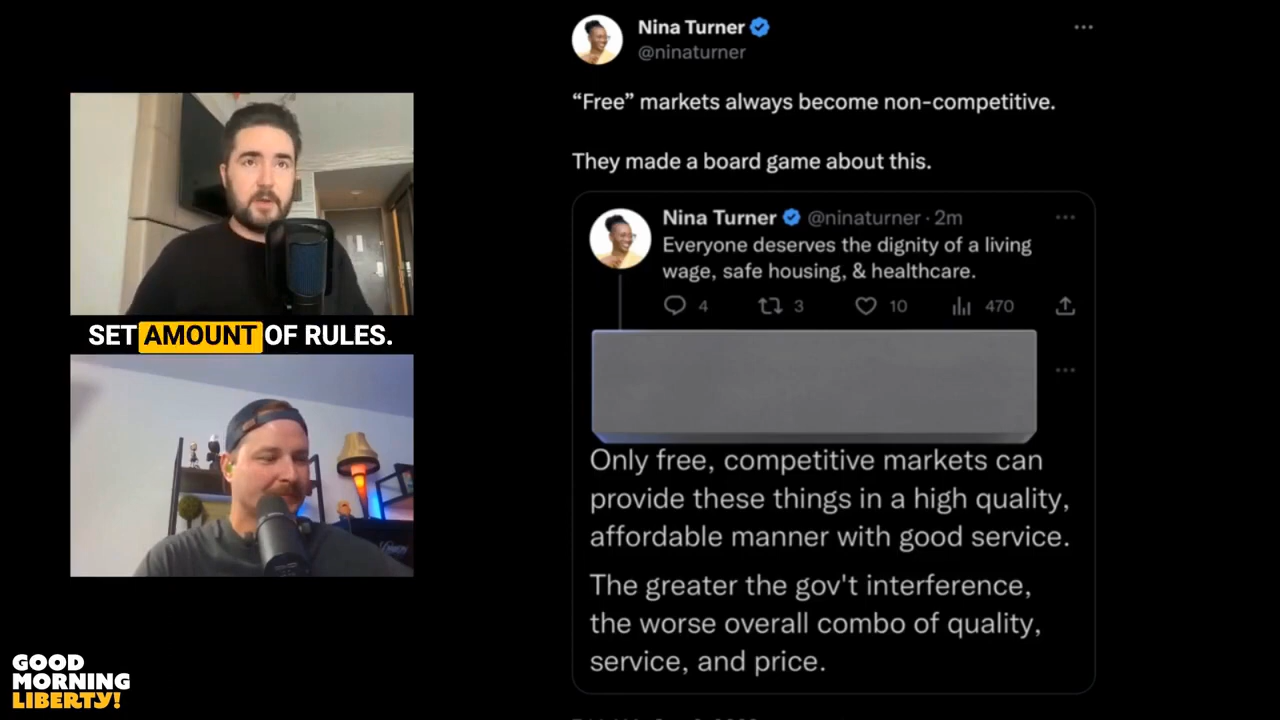 Nina Turner
@ninaturner
“Free” markets always become non-competitive.
They made a board game about this.
Nina Turner @ninaturner · 2m
Everyone deserves the dignity of a living
wage, safe housing, & healthcare.
4 3 10 470
Only free, competitive markets can
provide these things in a high quality,
affordable manner with good service.
The greater the gov't interference,
the worse overall combo of quality,
service, and price.
SET AMOUNT OF RULES.
GOOD
MORNING
LIBERTY!